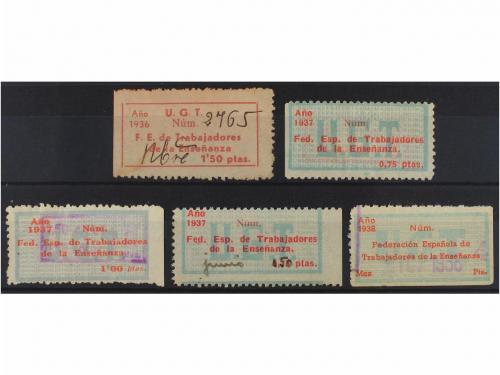 Año
1936
U. G. T.
Núm. 2465
F. E. de Trabajadores
de la Enseñanza
1'50 ptas.
Año
1937
Núm.
U.G.T.
Fed. Esp. de Trabajadores
de la Enseñanza.
0,75 ptas.
Año
1937
Núm.
Fed. Esp. de Trabajadores
de la Enseñanza.
1'00 ptas.
Año
1937
Núm.
U.G.T.
Fed. Esp. de Trabajadores
de la Enseñanza.
junio 1.50 ptas.
Año
1938
Núm.
Federación Española de
Trabajadores de la Enseñanza
Mes Pts.